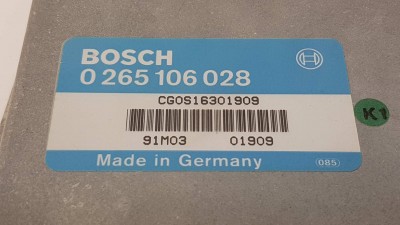 BOSCH
0 265 106 028
CG0S16301909
91M03 01909
Made in Germany 085
K1